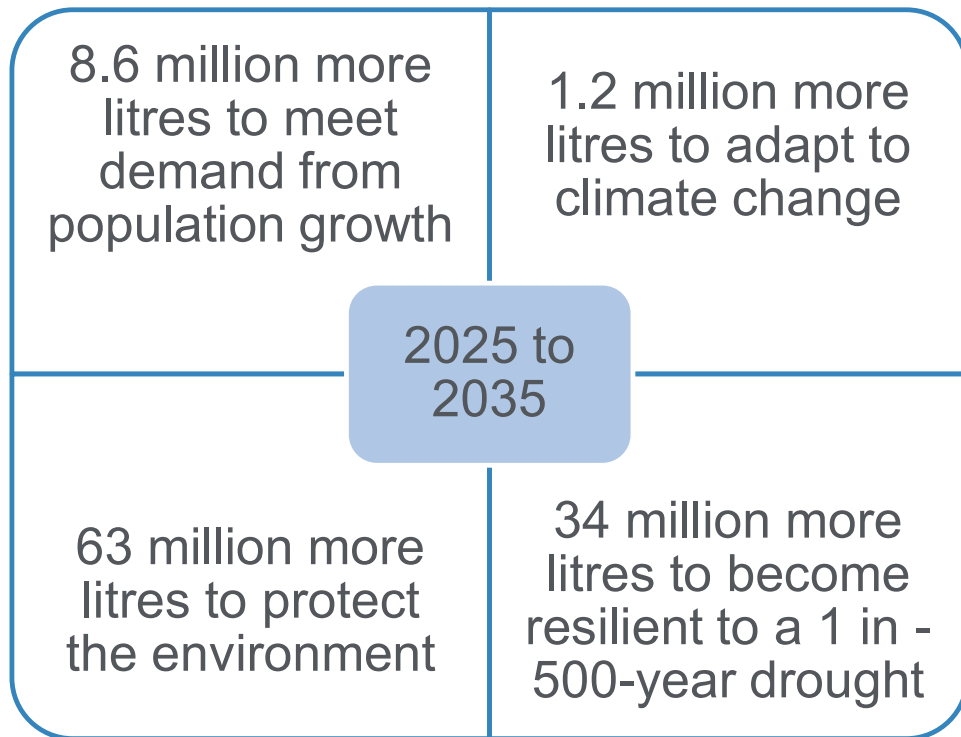 8.6 million more
litres to meet
demand from
population growth
1.2 million more
litres to adapt to
climate change
2025 to
2035
63 million more
litres to protect
the environment
34 million more
litres to become
resilient to a 1 in -
500-year drought